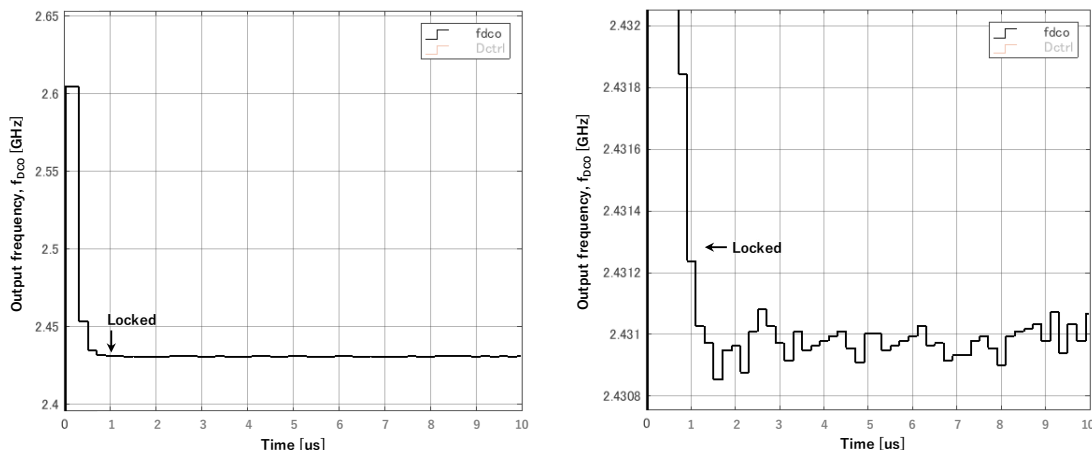 2.65
2.6
2.55
2.5
2.45
2.4
Output frequency, fDCO [GHz]
fdco
Dctrl
Locked
0 1 2 3 4 5 6 7 8 9 10
Time [us]
2.432
2.4318
2.4316
2.4314
2.4312
2.431
2.4308
Output frequency, fDCO [GHz]
fdco
Dctrl
Locked
0 1 2 3 4 5 6 7 8 9 10
Time [us]